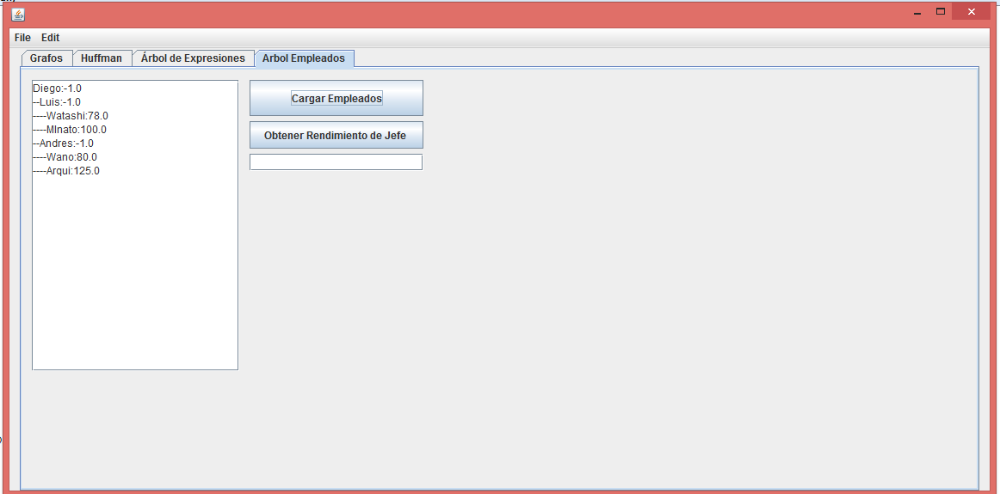 File Edit
Grafos Huffman Árbol de Expresiones Arbol Empleados
Diego:-1.0
--Luis:-1.0
----Watashi:78.0
----MInato:100.0
--Andres:-1.0
----Wano:80.0
----Arqui:125.0
Cargar Empleados
Obtener Rendimiento de Jefe